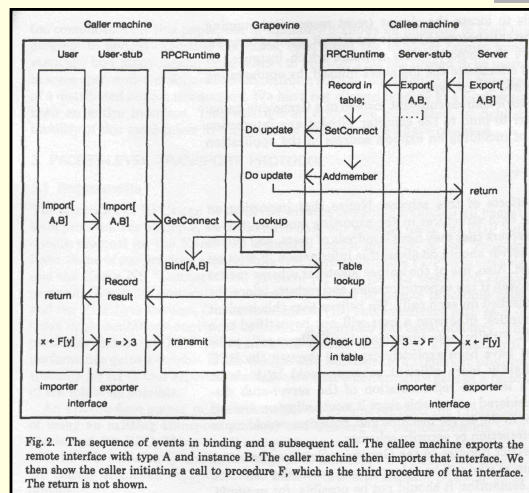 Caller machine Grapevine Callee machine
User User-stub RPCRuntime RPCRuntime Server-stub Server
Record in table; Export[ A,B, . . . . ] Export[ A,B]
Do update SetConnect
Do update Addmember
return
Import[ A,B] Import[ A,B] GetConnect Lookup
Bind[A,B]
Table lookup
return Record result
x ← F[y] F => 3 transmit Check UID in table 3 => F x ← F[y]
importer exporter importer exporter
interface interface
Fig. 2. The sequence of events in binding and a subsequent call. The callee machine exports the
remote interface with type A and instance B. The caller machine then imports that interface. We
then show the caller initiating a call to procedure F, which is the third procedure of that interface.
The return is not shown.